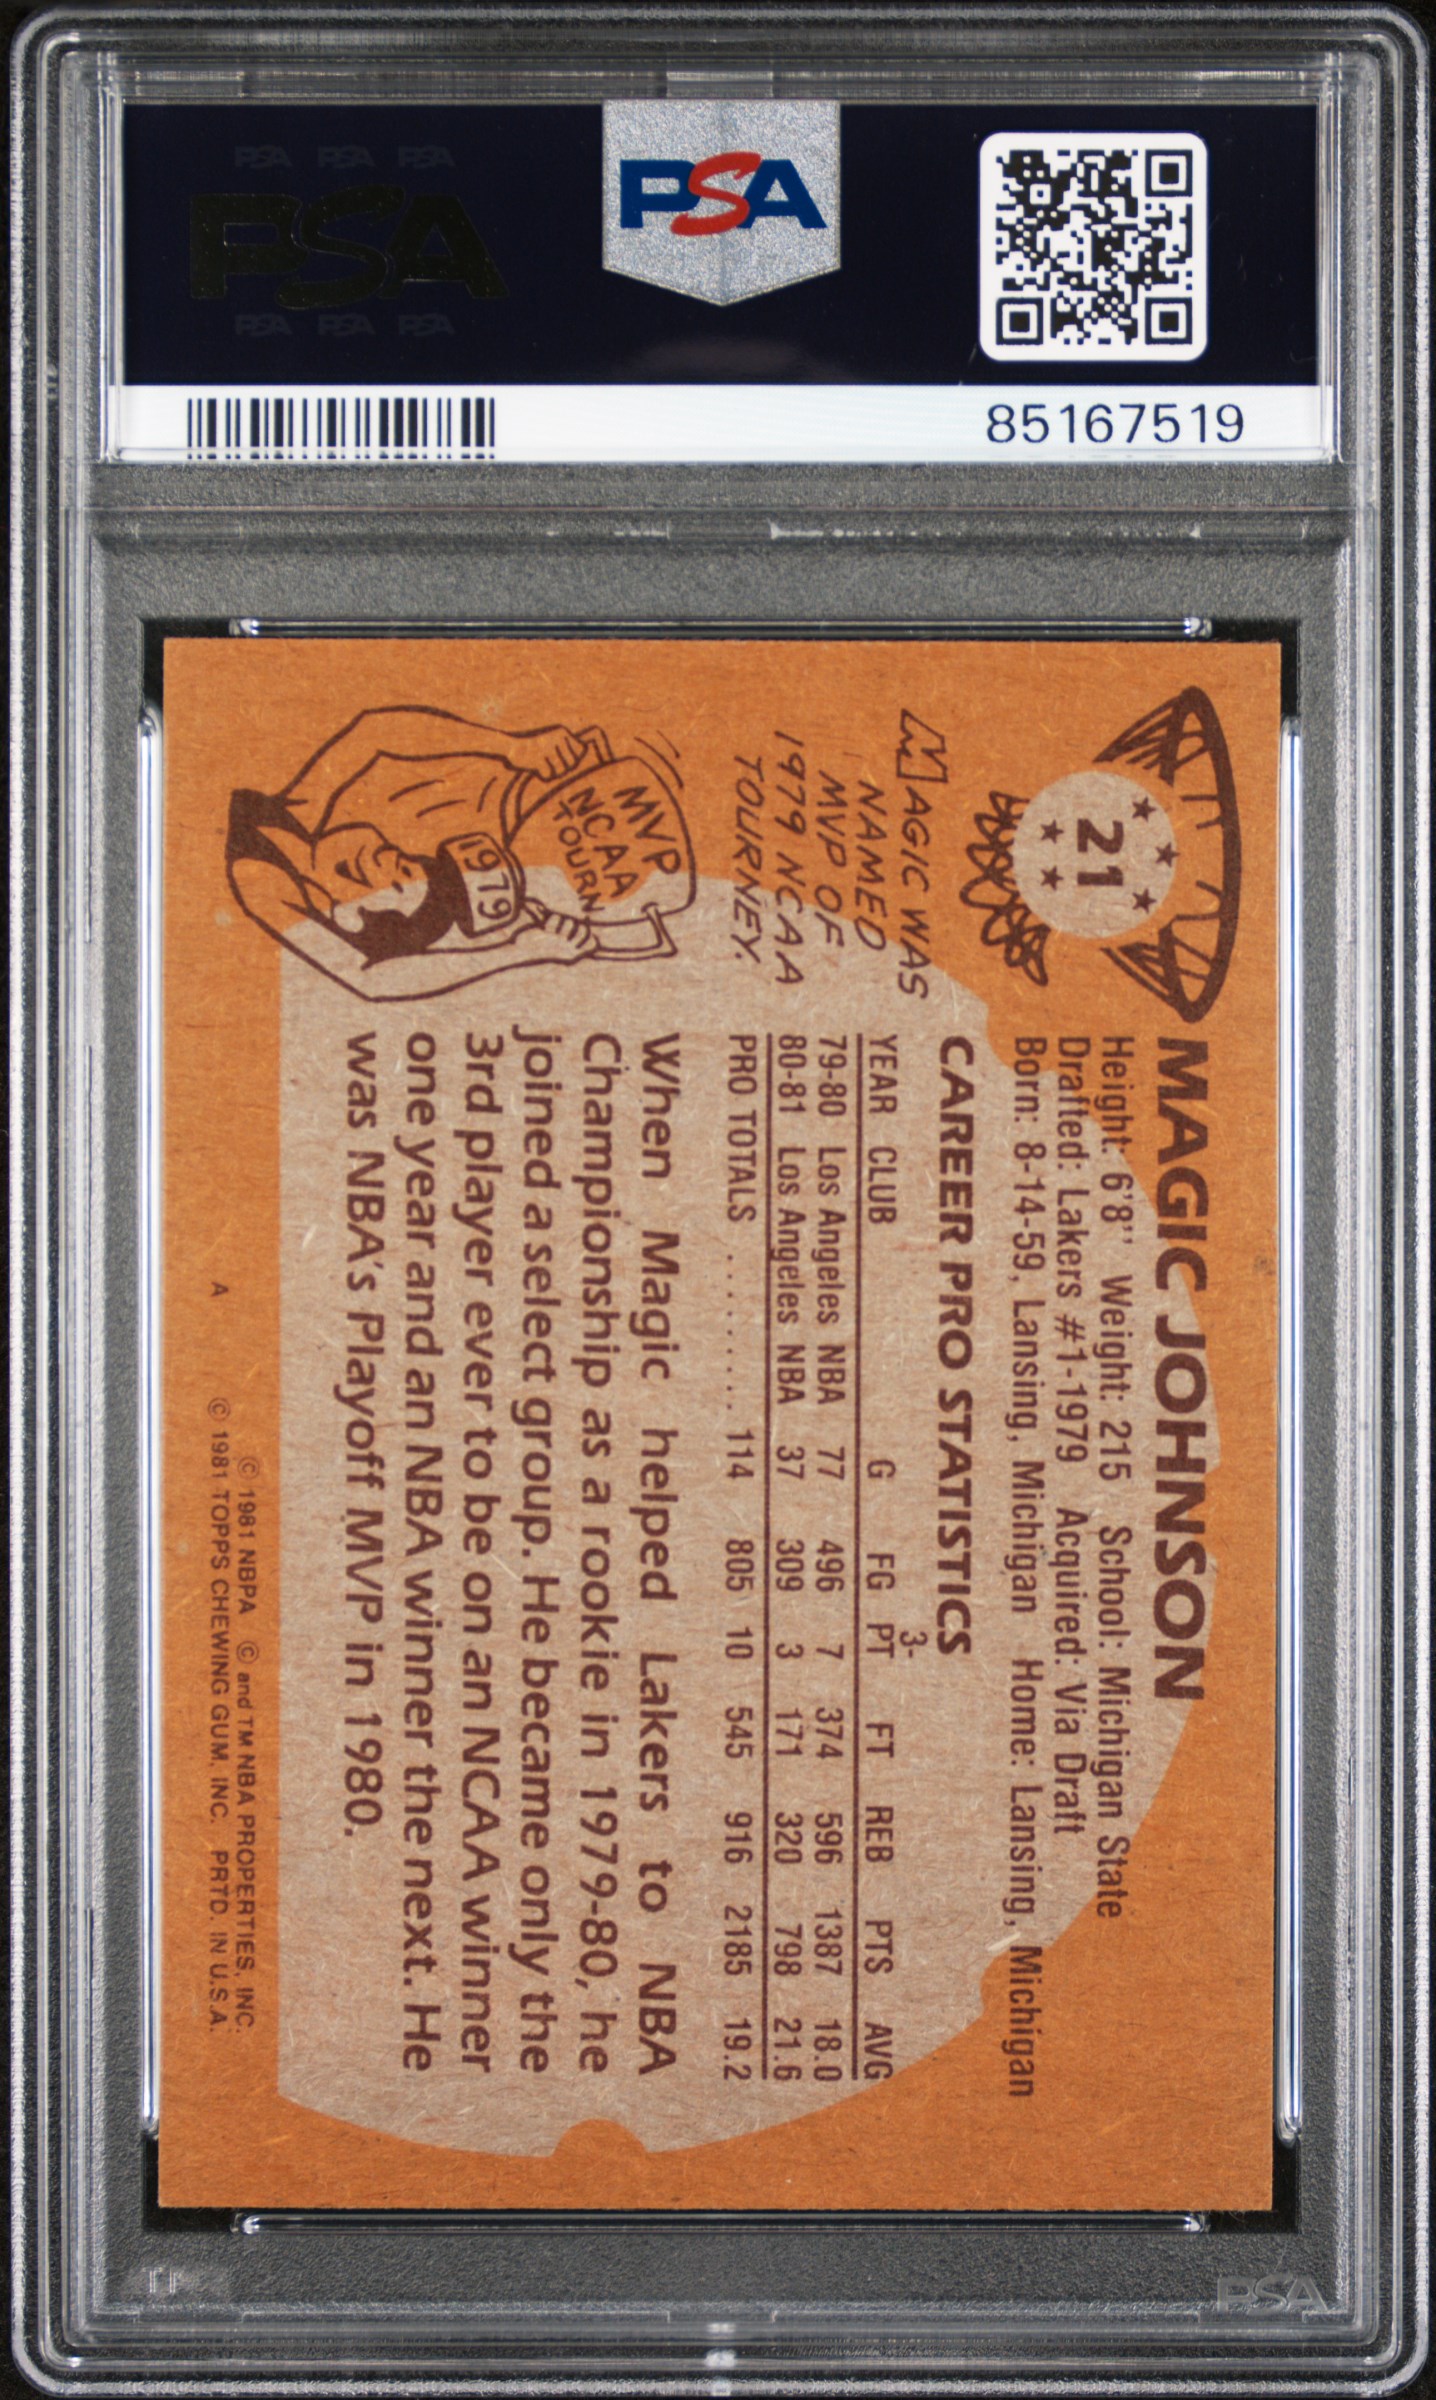 PSA PSA PSA
PSA
PSA PSA PSA
PSA
85167519
21
MAGIC JOHNSON
Height: 6'8" Weight: 215 School: Michigan State
Drafted: Lakers #1-1979 Acquired: Via Draft
Born: 8-14-59, Lansing, Michigan Home: Lansing, Michigan
MAGIC WAS
NAMED
MVP OF
1979 NCAA
TOURNEY.
MVP
NCAA
TOURN.
1979
CAREER PRO STATISTICS
YEAR CLUB G FG 3-PT FT REB PTS AVG
79-80 Los Angeles NBA 77 496 7 374 596 1387 18.0
80-81 Los Angeles NBA 37 309 3 171 320 798 21.6
PRO TOTALS ........ 114 805 10 545 916 2185 19.2
When Magic helped Lakers to NBA
Championship as a rookie in 1979-80, he
joined a select group. He became only the
3rd player ever to be on an NCAA winner
one year and an NBA winner the next. He
was NBA's Playoff MVP in 1980.
© 1981 NBPA © and TM NBA PROPERTIES, INC.
A © 1981 TOPPS CHEWING GUM, INC. PRTD. IN U.S.A.
PSA